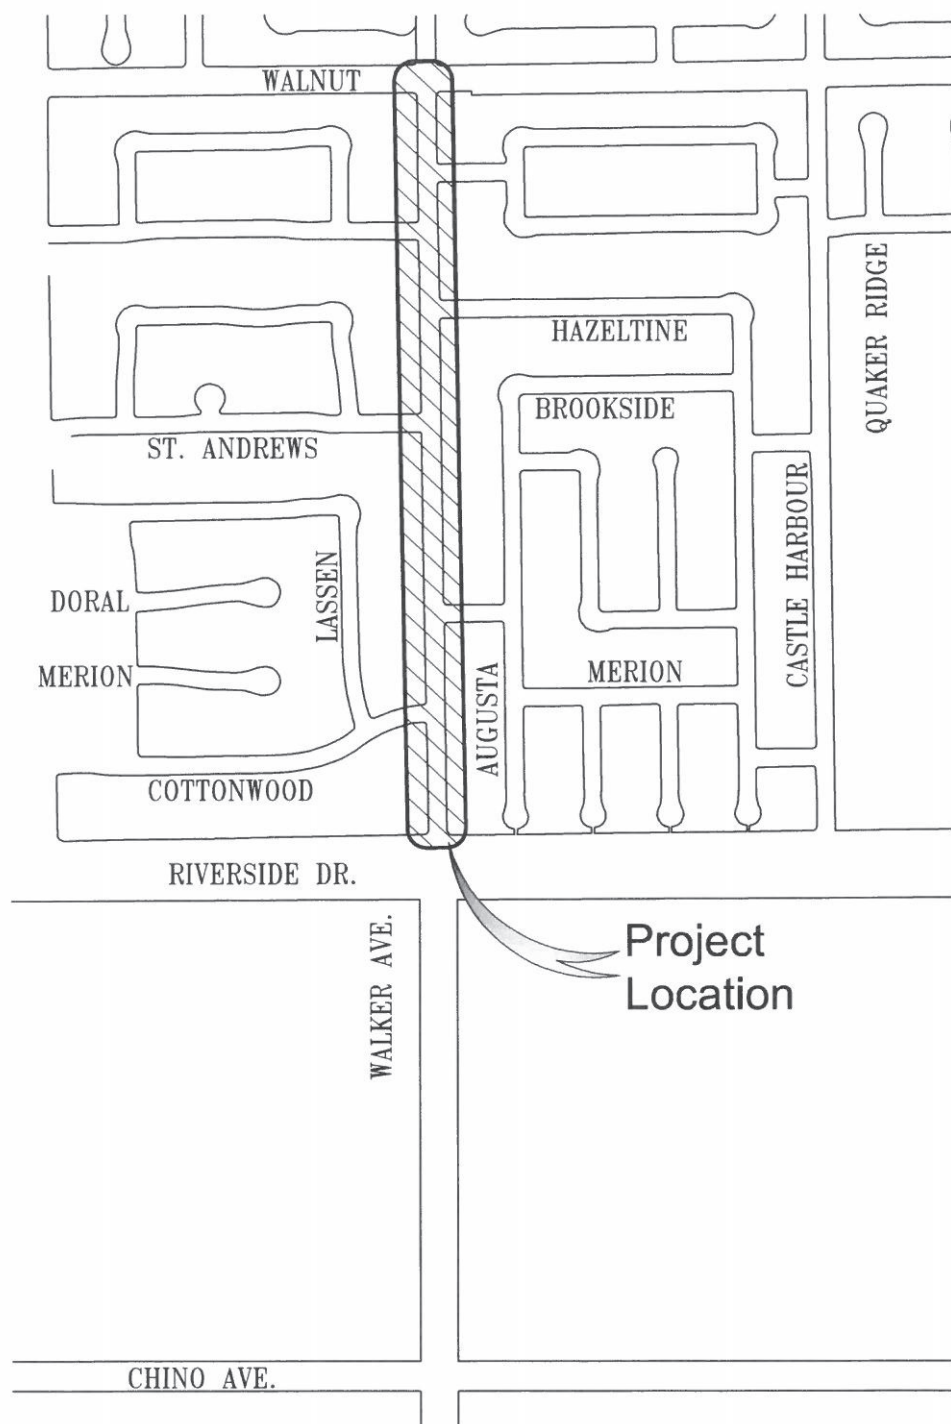 WALNUT
QUAKER RIDGE
HAZELTINE
BROOKSIDE
ST. ANDREWS
CASTLE HARBOUR
LASSEN
DORAL
MERION
MERION
AUGUSTA
COTTONWOOD
RIVERSIDE DR.
WALKER AVE.
Project
Location
CHINO AVE.